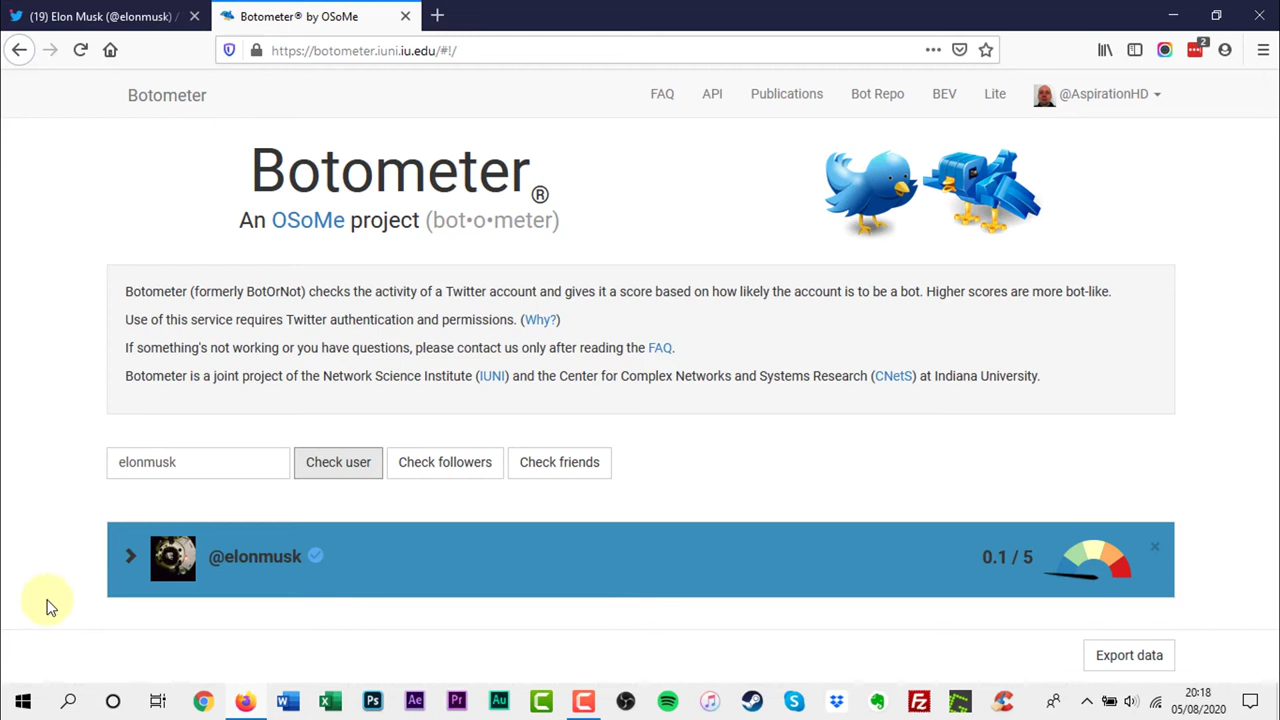 (19) Elon Musk (@elonmusk) /
Botometer® by OSoMe
https://botometer.iuni.iu.edu/#!/
2
Botometer
FAQ API Publications Bot Repo BEV Lite @AspirationHD
Botometer®
An OSoMe project (bot•o•meter)
Botometer (formerly BotOrNot) checks the activity of a Twitter account and gives it a score based on how likely the account is to be a bot. Higher scores are more bot-like.
Use of this service requires Twitter authentication and permissions. (Why?)
If something's not working or you have questions, please contact us only after reading the FAQ.
Botometer is a joint project of the Network Science Institute (IUNI) and the Center for Complex Networks and Systems Research (CNetS) at Indiana University.
elonmusk Check user Check followers Check friends
@elonmusk 0.1 / 5
Export data
Ps Ae Pr Au
20:18
05/08/2020